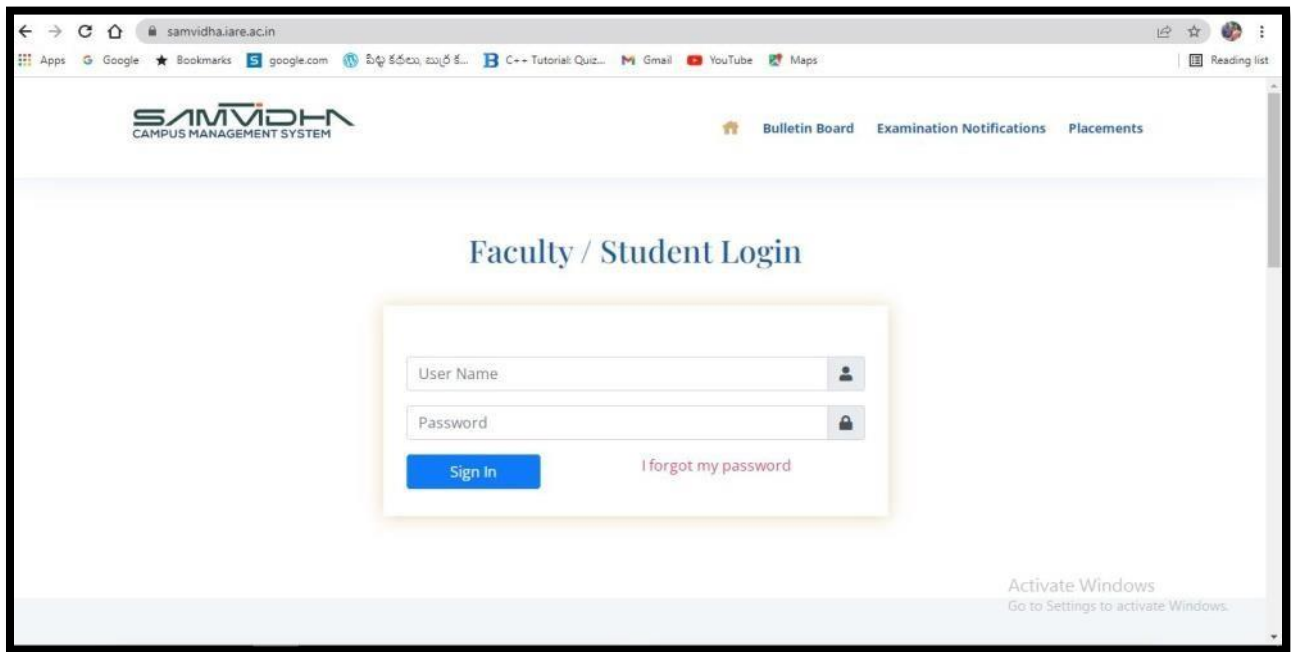 samvidha.iare.ac.in
Apps Google Bookmarks google.com పిట్ట కథలు, బుర్ర క... C++ Tutorial: Quiz... Gmail YouTube Maps Reading list
SAMVIDHA
CAMPUS MANAGEMENT SYSTEM
Bulletin Board Examination Notifications Placements
Faculty / Student Login
User Name
Password
Sign In I forgot my password
Activate Windows
Go to Settings to activate Windows.